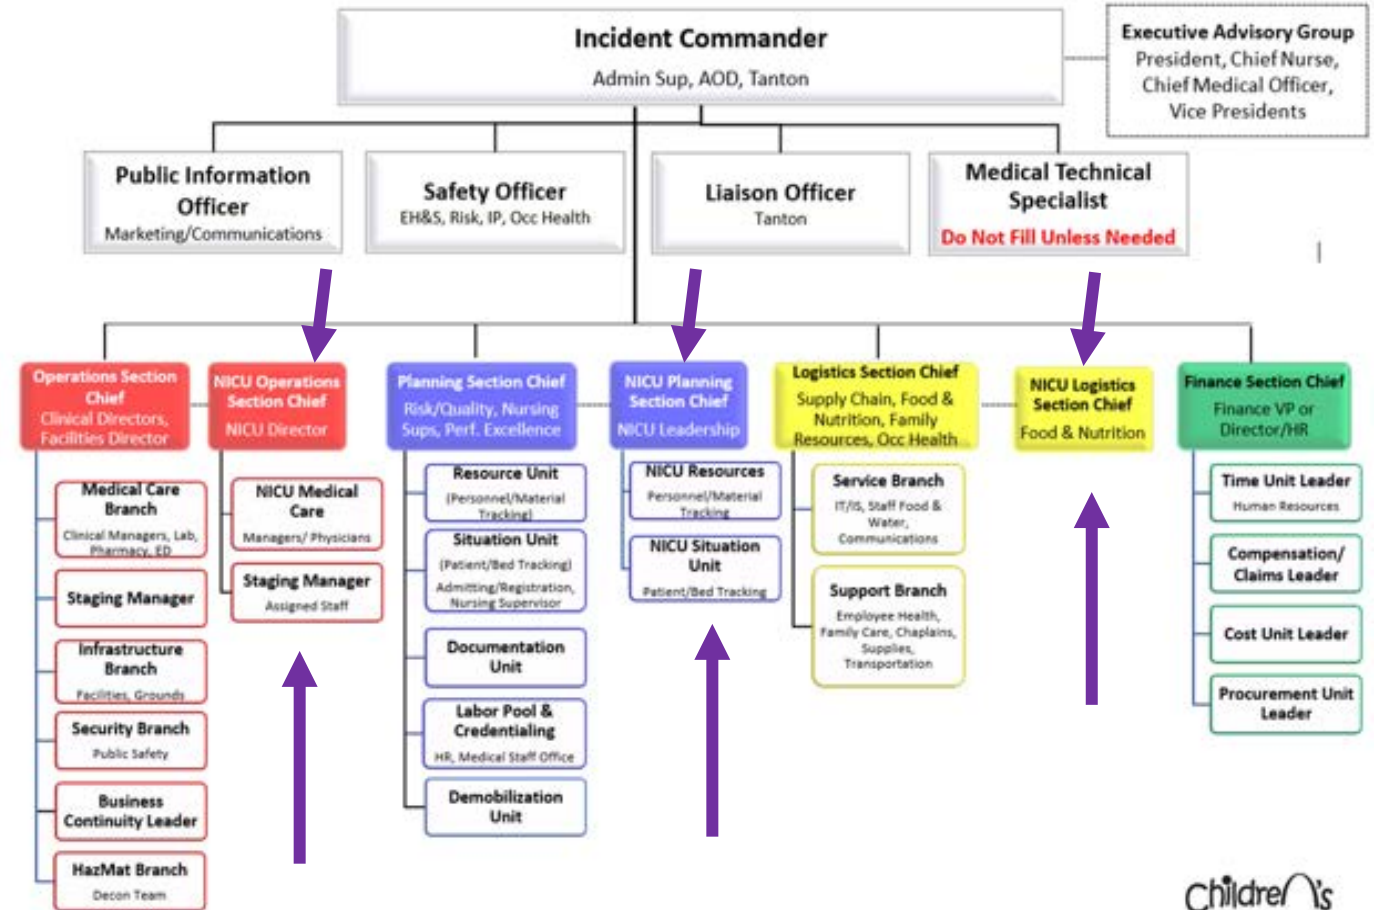 Incident Commander
Admin Sup, AOD, Tanton
Executive Advisory Group
President, Chief Nurse,
Chief Medical Officer,
Vice Presidents
Public Information
Officer
Marketing/Communications
Safety Officer
EH&S, Risk, IP, Occ Health
Liaison Officer
Tanton
Medical Technical
Specialist
Do Not Fill Unless Needed
Operations Section
Chief
Clinical Directors,
Facilities Director
NICU Operations
Section Chief
NICU Director
Planning Section Chief
Risk/Quality, Nursing
Sups, Perf. Excellence
NICU Planning
Section Chief
NICU Leadership
Logistics Section Chief
Supply Chain, Food &
Nutrition, Family
Resources, Occ Health
NICU Logistics
Section Chief
Food & Nutrition
Finance Section Chief
Finance VP or
Director/HR
Medical Care
Branch
Clinical Managers, Lab,
Pharmacy, ED
Staging Manager
Infrastructure
Branch
Facilities, Grounds
Security Branch
Public Safety
Business
Continuity Leader
HazMat Branch
Decon Team
NICU Medical
Care
Managers/ Physicians
Staging Manager
Assigned Staff
Resource Unit
(Personnel/Material
Tracking)
Situation Unit
(Patient/Bed Tracking)
Admitting/Registration,
Nursing Supervisor
Documentation
Unit
Labor Pool &
Credentialing
HR, Medical Staff Office
Demobilization
Unit
NICU Resources
Personnel/Material
Tracking
NICU Situation
Unit
Patient/Bed Tracking
Service Branch
IT/IS, Staff Food &
Water,
Communications
Support Branch
Employee Health,
Family Care, Chaplains,
Supplies,
Transportation
Time Unit Leader
Human Resources
Compensation/
Claims Leader
Cost Unit Leader
Procurement Unit
Leader
Children's